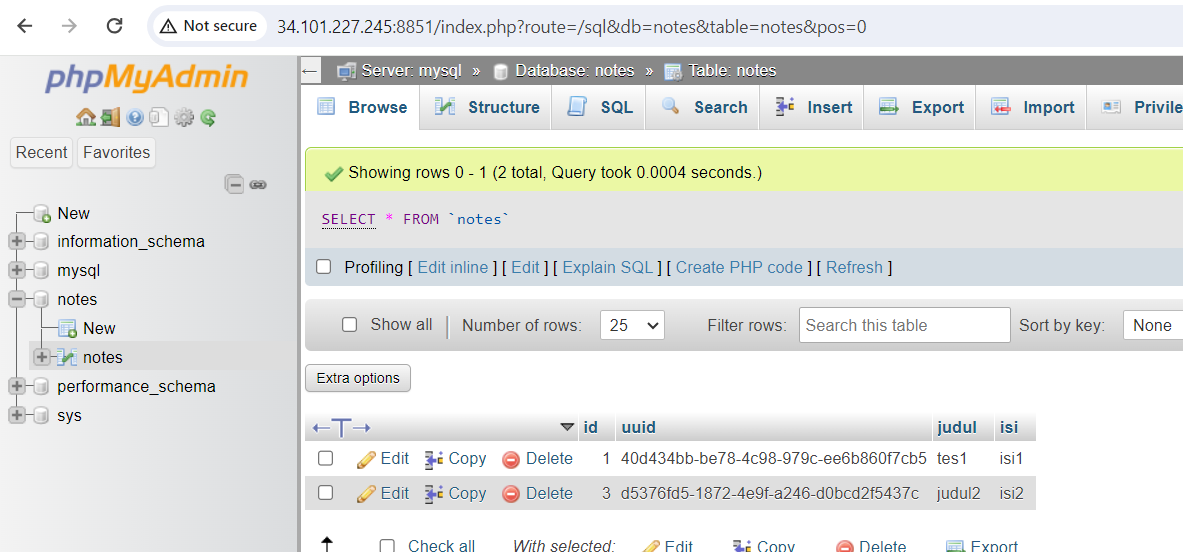 Not secure 34.101.227.245:8851/index.php?route=/sql&db=notes&table=notes&pos=0
phpMyAdmin
Recent Favorites
New
information_schema
mysql
notes
New
notes
performance_schema
sys
Server: mysql » Database: notes » Table: notes
Browse Structure SQL Search Insert Export Import Privile
Showing rows 0 - 1 (2 total, Query took 0.0004 seconds.)
SELECT * FROM `notes`
Profiling [ Edit inline ] [ Edit ] [ Explain SQL ] [ Create PHP code ] [ Refresh ]
Show all Number of rows: 25 Filter rows: Search this table Sort by key: None
Extra options
id uuid judul isi
Edit Copy Delete 1 40d434bb-be78-4c98-979c-ee6b860f7cb5 tes1 isi1
Edit Copy Delete 3 d5376fd5-1872-4e9f-a246-d0bcd2f5437c judul2 isi2
Check all With selected: Edit Copy Delete Export